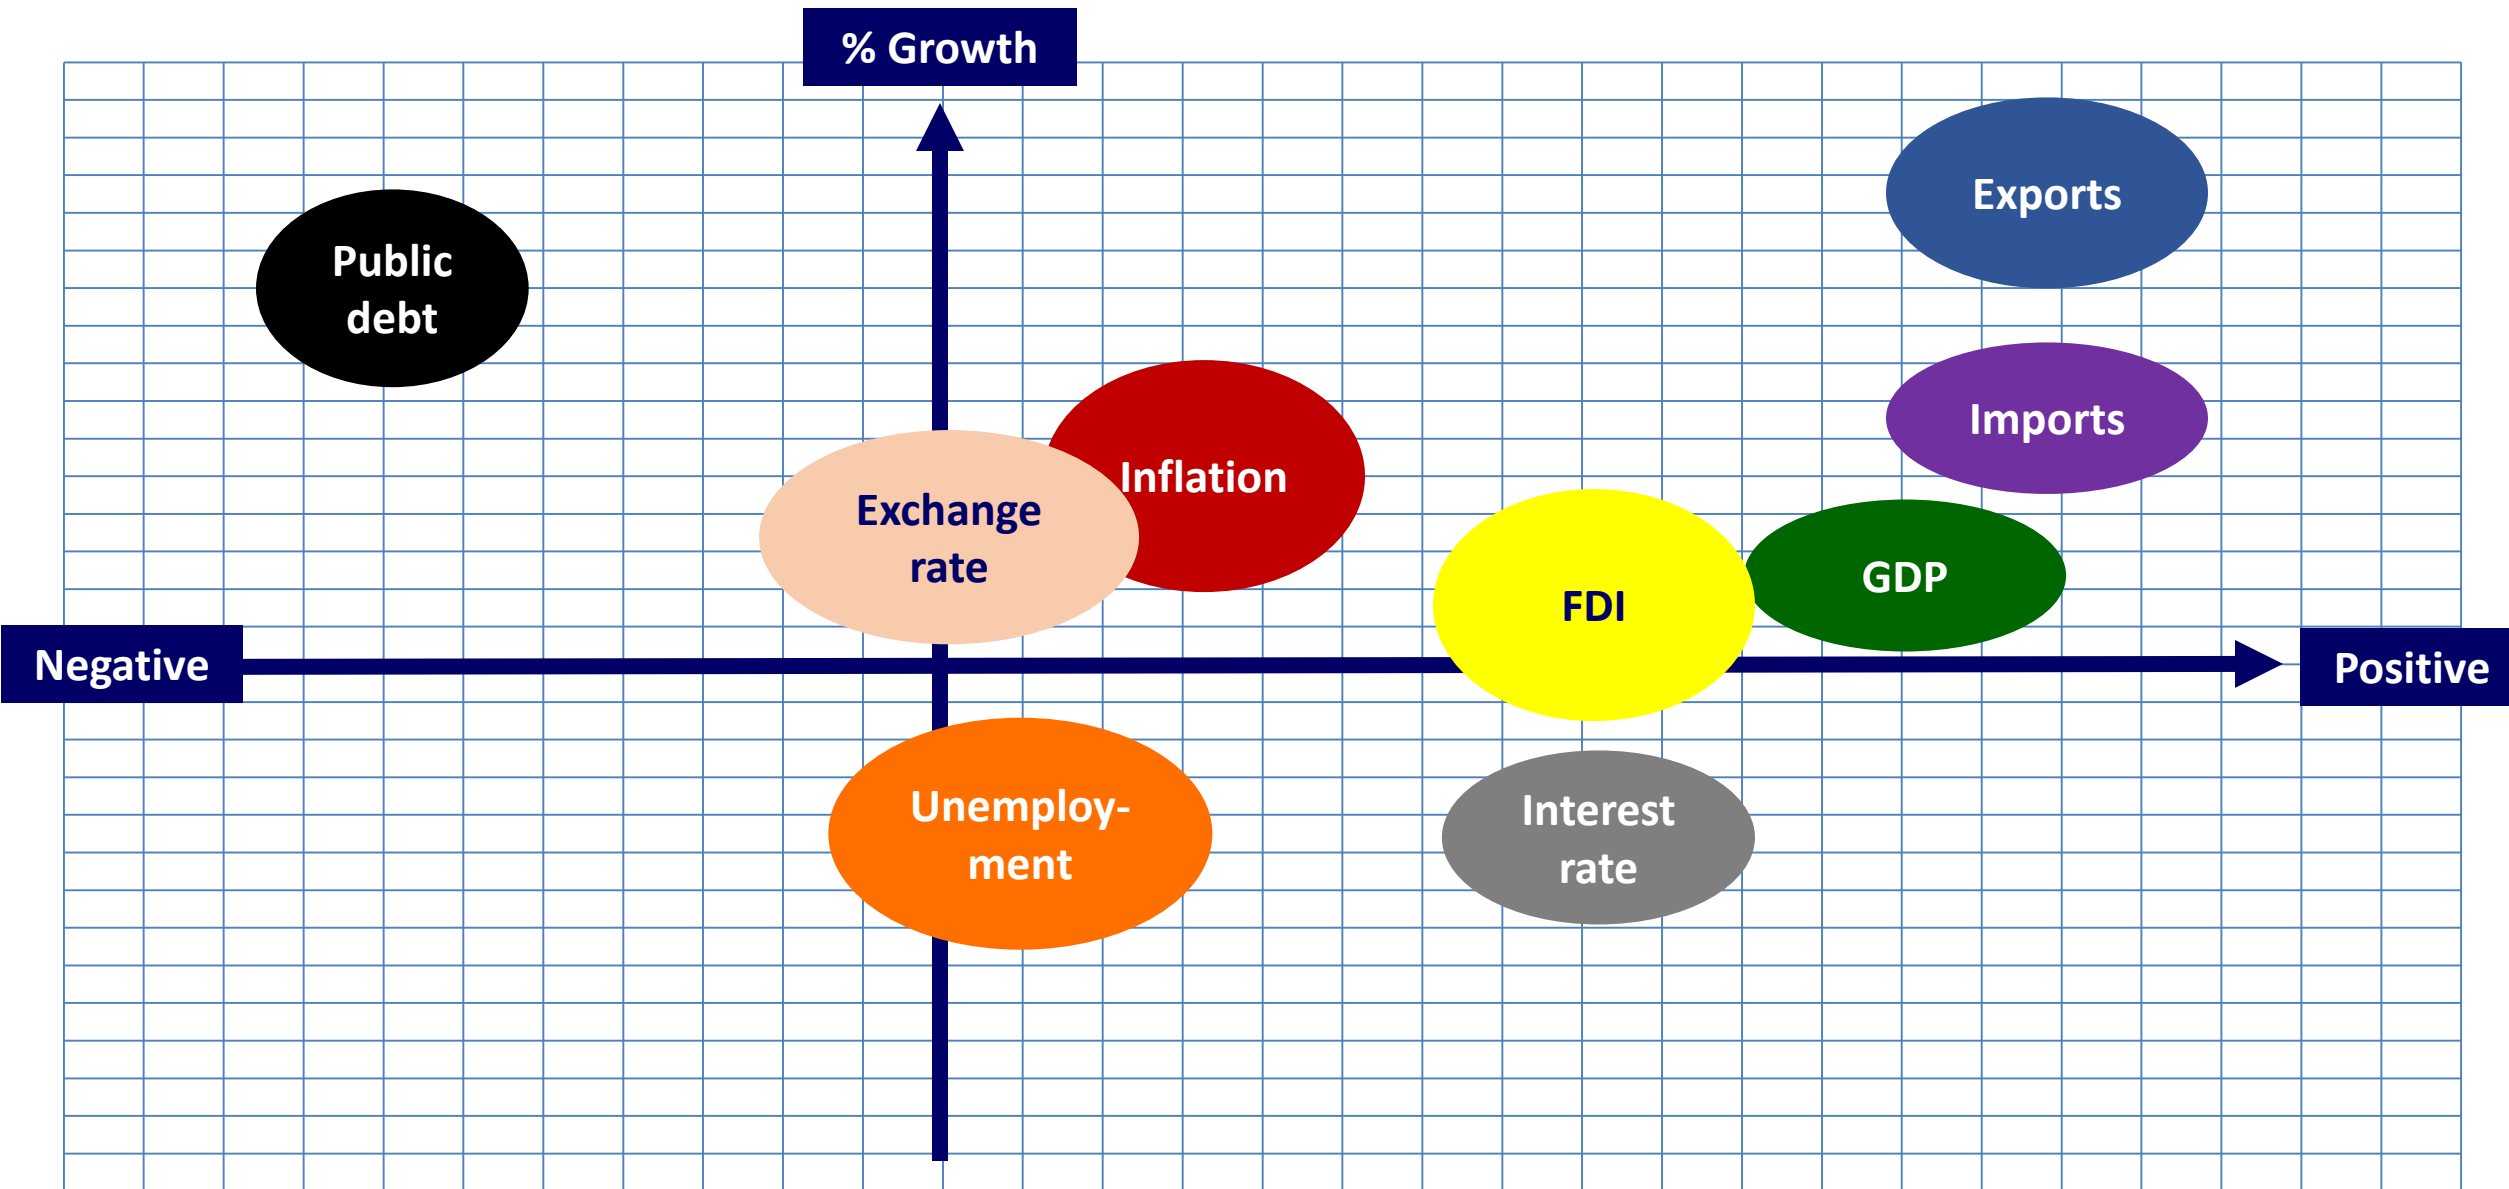 % Growth
Exports
Public
debt
Imports
Inflation
Exchange
rate
GDP
FDI
Negative
Positive
Unemploy-
ment
Interest
rate